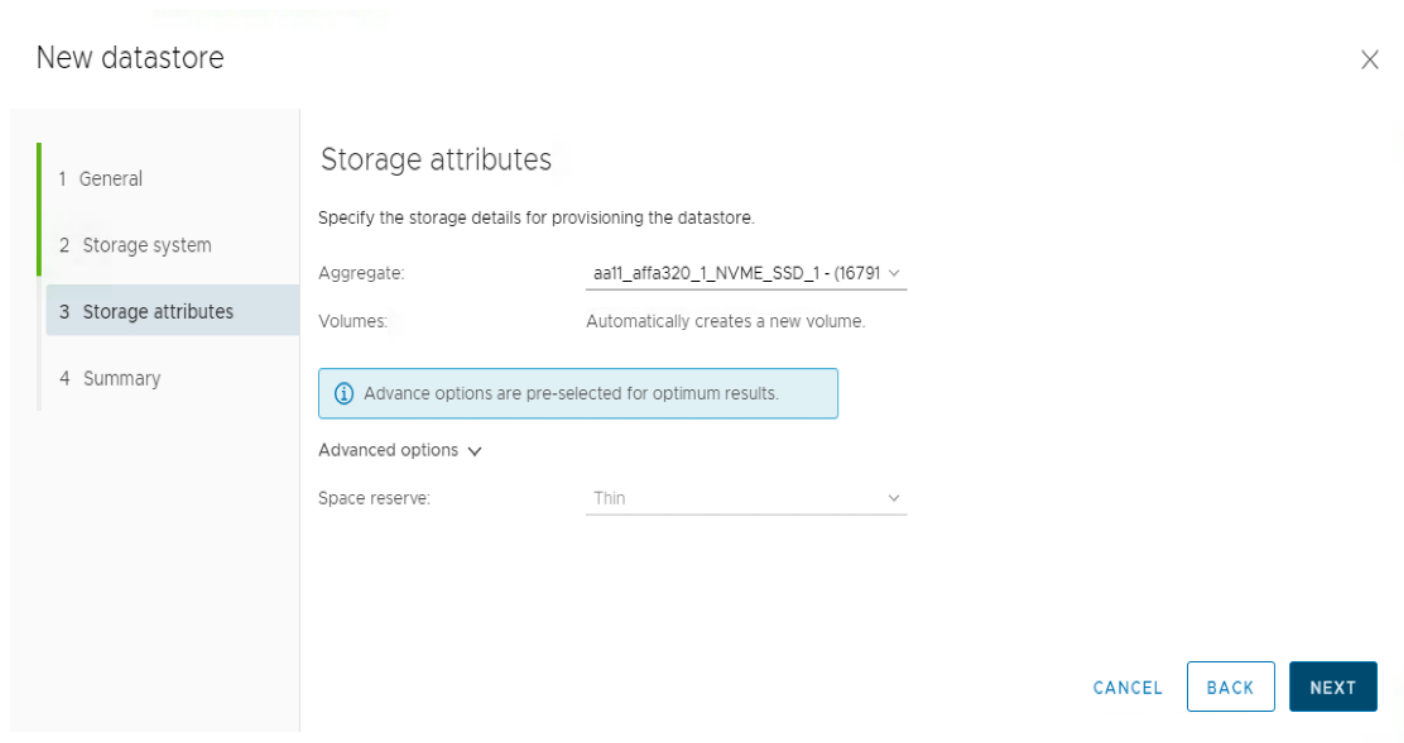 New datastore
1 General
2 Storage system
3 Storage attributes
4 Summary
Storage attributes
Specify the storage details for provisioning the datastore.
Aggregate: aa11_affa320_1_NVME_SSD_1 - (16791
Volumes: Automatically creates a new volume.
Advance options are pre-selected for optimum results.
Advanced options
Space reserve: Thin
CANCEL BACK NEXT